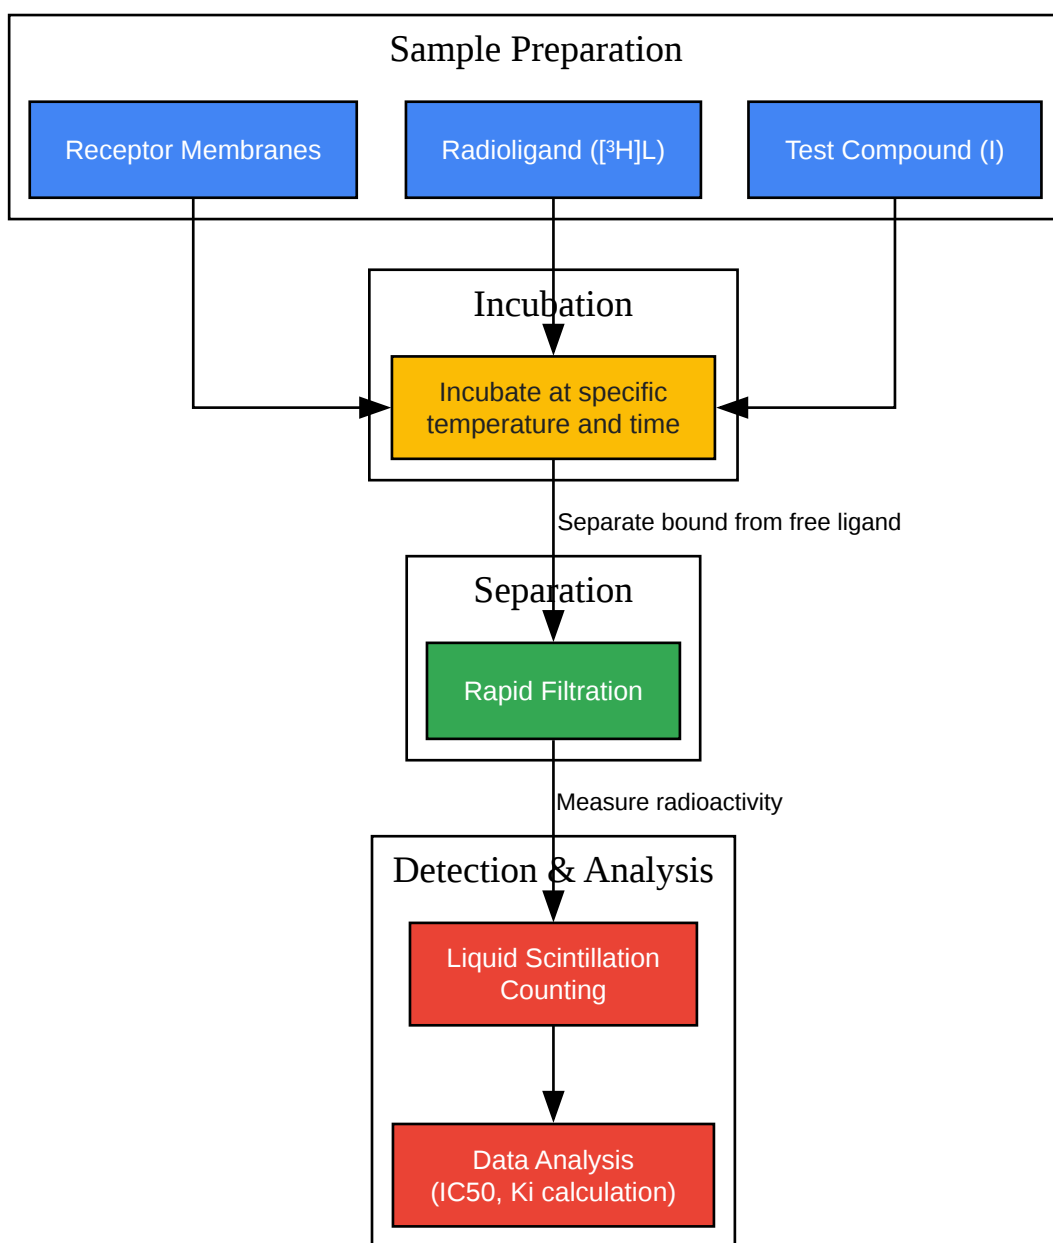 Sample Preparation
Receptor Membranes
Radioligand ([³H]L)
Test Compound (I)
Incubation
Incubate at specific
temperature and time
Separate bound from free ligand
Separation
Rapid Filtration
Measure radioactivity
Detection & Analysis
Liquid Scintillation
Counting
Data Analysis
(IC50, Ki calculation)